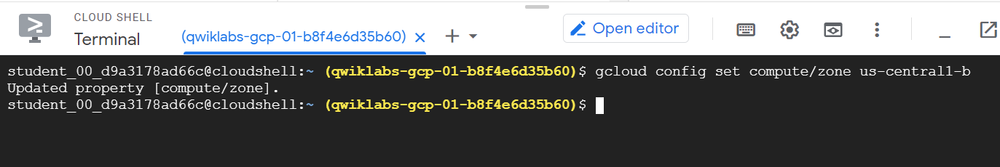 CLOUD SHELL
Terminal
(qwiklabs-gcp-01-b8f4e6d35b60)
Open editor
student_00_d9a3178ad66c@cloudshell:~ (qwiklabs-gcp-01-b8f4e6d35b60)$ gcloud config set compute/zone us-central1-b
Updated property [compute/zone].
student_00_d9a3178ad66c@cloudshell:~ (qwiklabs-gcp-01-b8f4e6d35b60)$